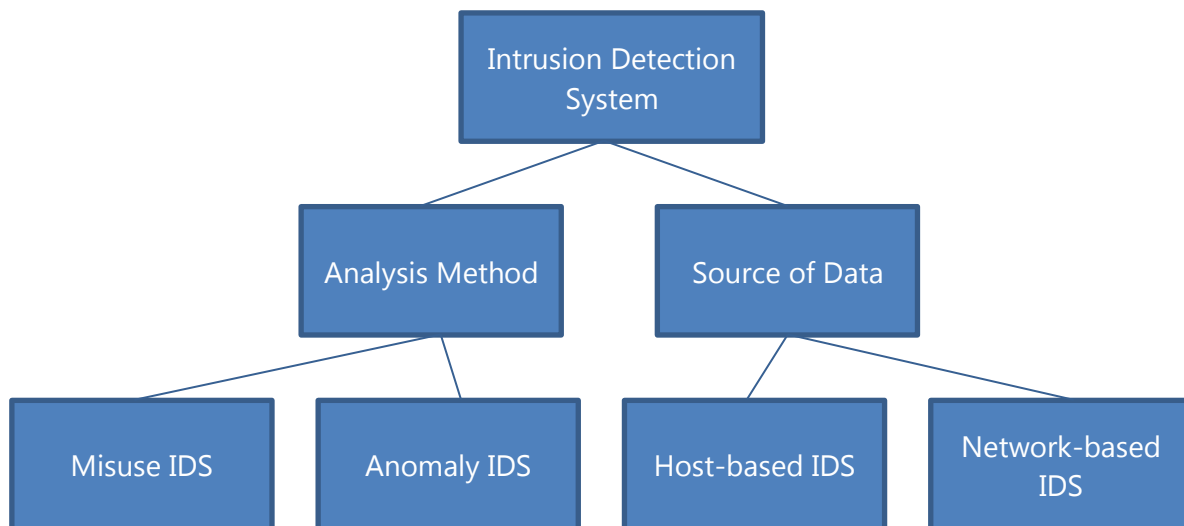 Intrusion Detection
System
Analysis Method
Source of Data
Misuse IDS
Anomaly IDS
Host-based IDS
Network-based
IDS